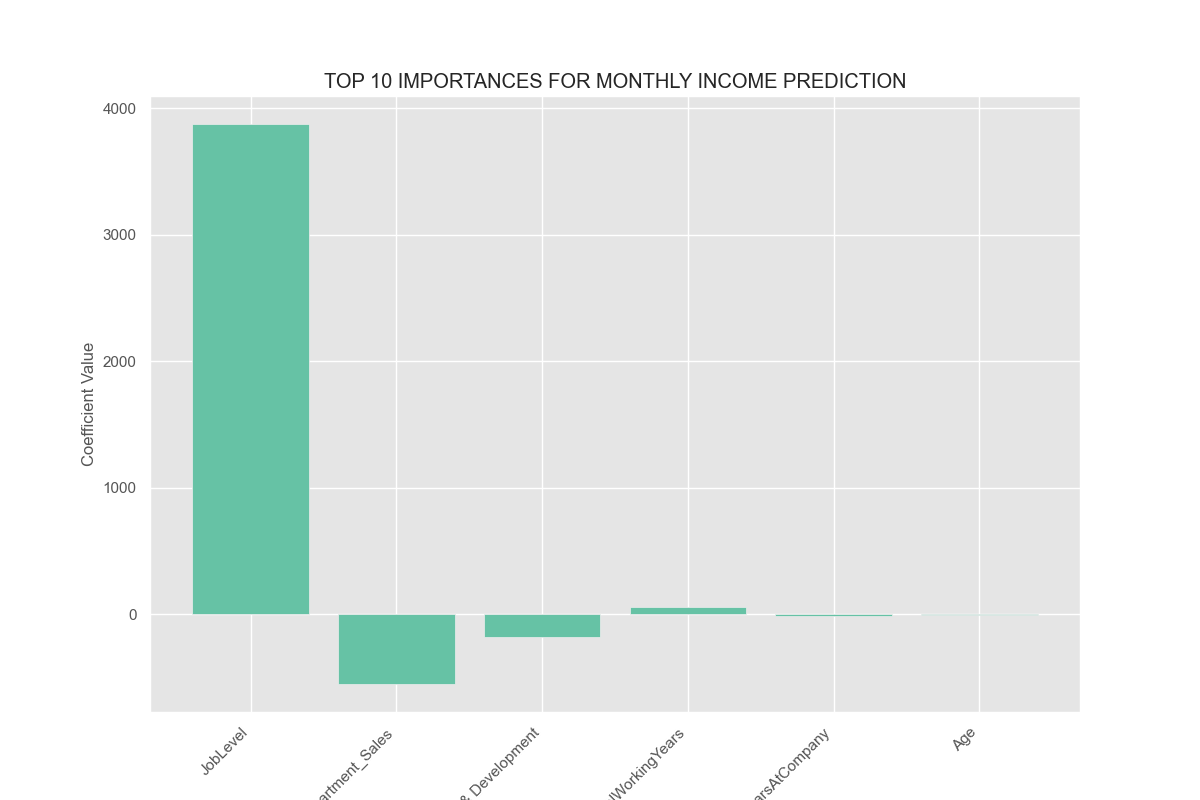 TOP 10 IMPORTANCES FOR MONTHLY INCOME PREDICTION
4000
3000
2000
1000
0
Coefficient Value
JobLevel
artment_Sales
& Development
WorkingYears
arsAtCompany
Age